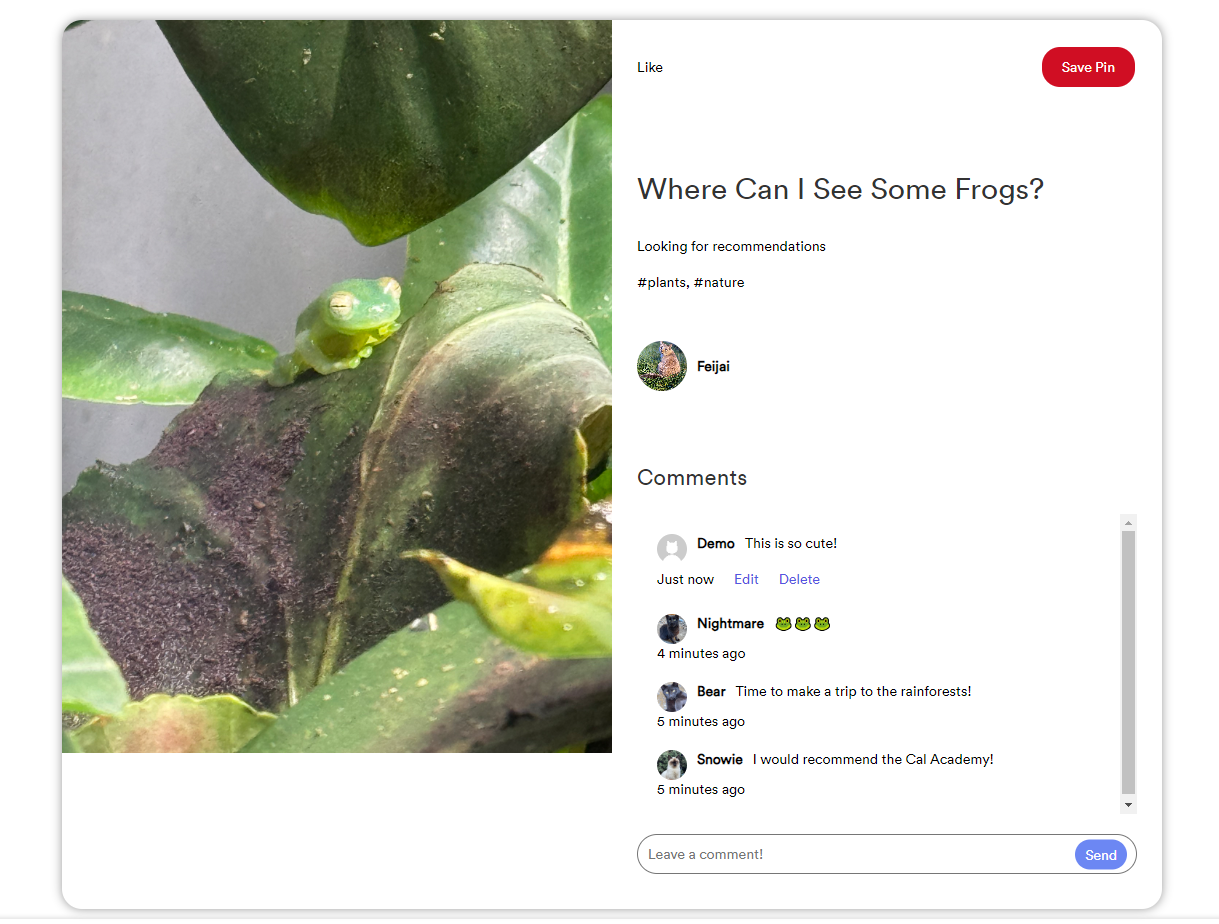 Like
Save Pin
Where Can I See Some Frogs?
Looking for recommendations
#plants, #nature
Feijai
Comments
Demo This is so cute!
Just now Edit Delete
Nightmare 🐸🐸🐸
4 minutes ago
Bear Time to make a trip to the rainforests!
5 minutes ago
Snowie I would recommend the Cal Academy!
5 minutes ago
Leave a comment! Send